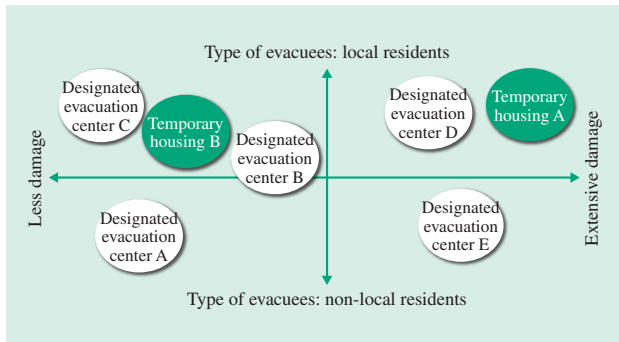 Type of evacuees: local residents
Designated
evacuation
center C
Temporary
housing B
Designated
evacuation
center B
Designated
evacuation
center D
Temporary
housing A
Less damage
Extensive damage
Designated
evacuation
center A
Designated
evacuation
center E
Type of evacuees: non-local residents